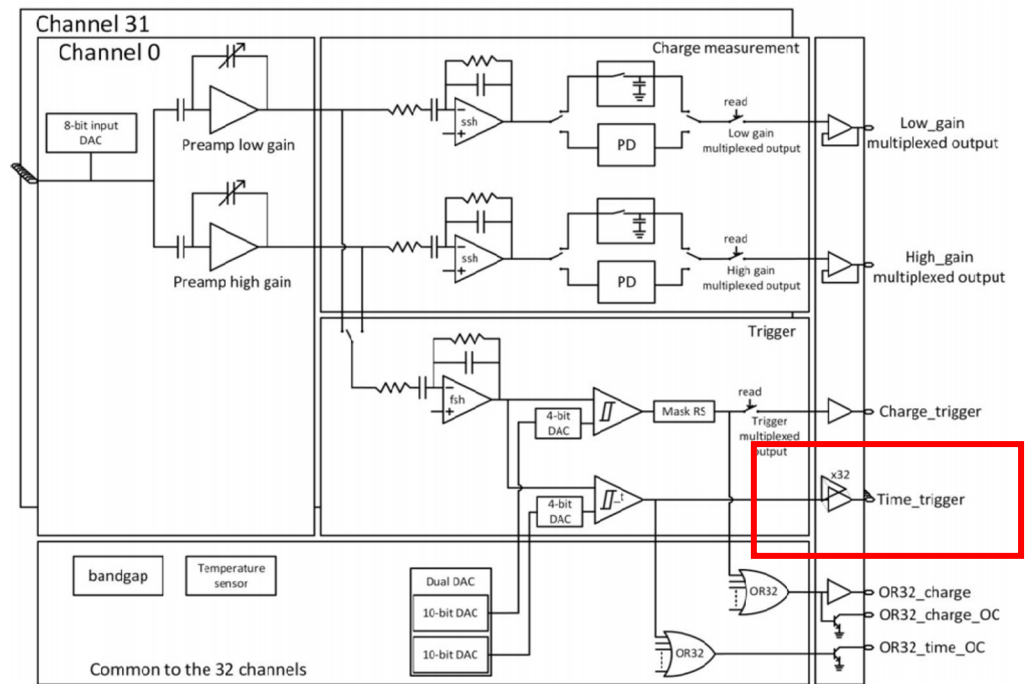 Channel 31
Channel 0
8-bit input
DAC
Preamp low gain
Preamp high gain
Charge measurement
ssh
PD
read
Low gain
multiplexed output
Low_gain
multiplexed output
ssh
PD
read
High gain
multiplexed output
High_gain
multiplexed output
Trigger
fsh
4-bit
DAC
Mask RS
read
Trigger
multiplexed
output
Charge_trigger
4-bit
DAC
_t
x32
Time_trigger
bandgap
Temperature
sensor
Dual DAC
10-bit DAC
10-bit DAC
OR32
OR32
OR32_charge
OR32_charge_OC
OR32_time_OC
Common to the 32 channels